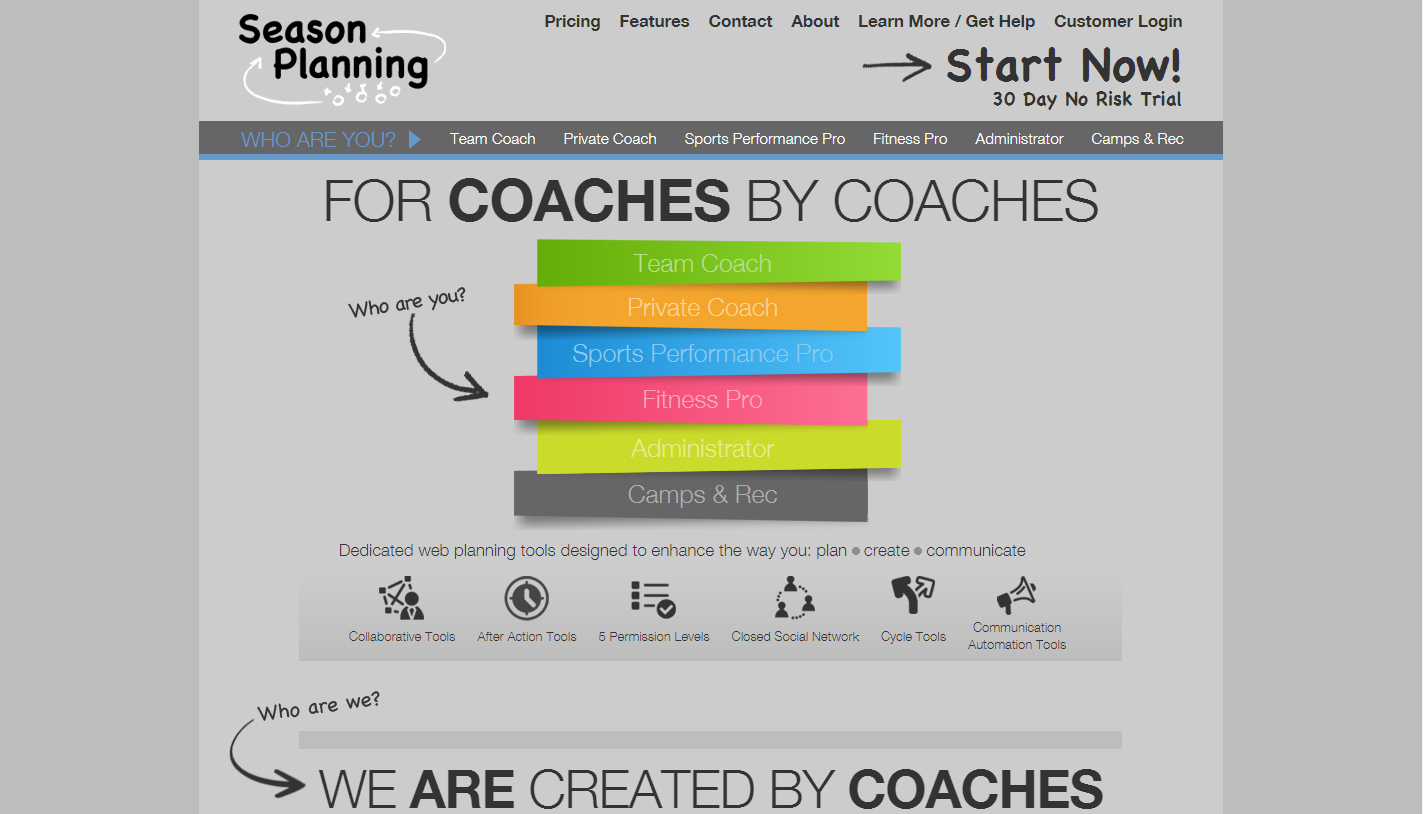 Season
Planning
Pricing Features Contact About Learn More / Get Help Customer Login
Start Now!
30 Day No Risk Trial
WHO ARE YOU? Team Coach Private Coach Sports Performance Pro Fitness Pro Administrator Camps & Rec
FOR COACHES BY COACHES
Team Coach
Who are you?
Private Coach
Sports Performance Pro
Fitness Pro
Administrator
Camps & Rec
Dedicated web planning tools designed to enhance the way you: plan ● create ● communicate
Collaborative Tools After Action Tools 5 Permission Levels Closed Social Network Cycle Tools Communication
Automation Tools
Who are we?
WE ARE CREATED BY COACHES